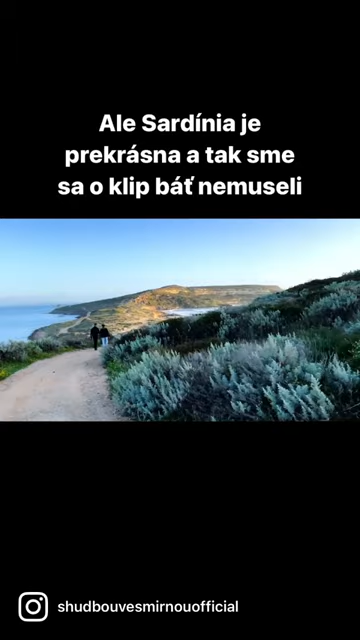 Ale Sardínia je
prekrásna a tak sme
sa o klip báť nemuseli
shudbouvesmirnouofficial